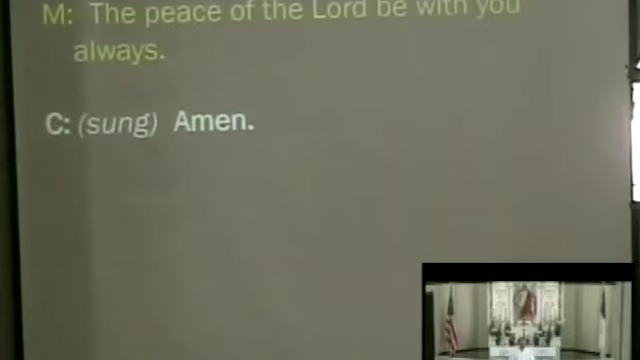 M: The peace of the Lord be with you
always.
C: (sung) Amen.